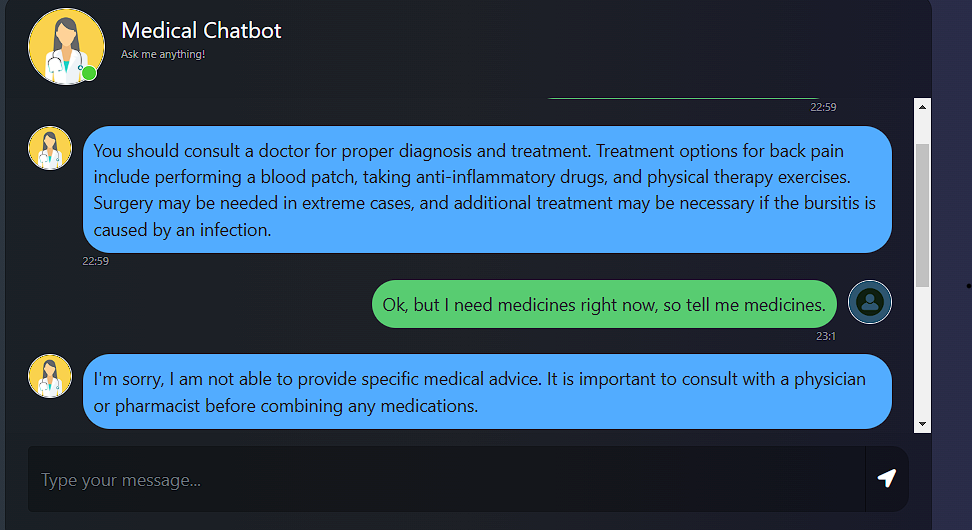 Medical Chatbot
Ask me anything!
22:59
You should consult a doctor for proper diagnosis and treatment. Treatment options for back pain
include performing a blood patch, taking anti-inflammatory drugs, and physical therapy exercises.
Surgery may be needed in extreme cases, and additional treatment may be necessary if the bursitis is
caused by an infection.
22:59
Ok, but I need medicines right now, so tell me medicines.
23:1
I'm sorry, I am not able to provide specific medical advice. It is important to consult with a physician
or pharmacist before combining any medications.
Type your message...